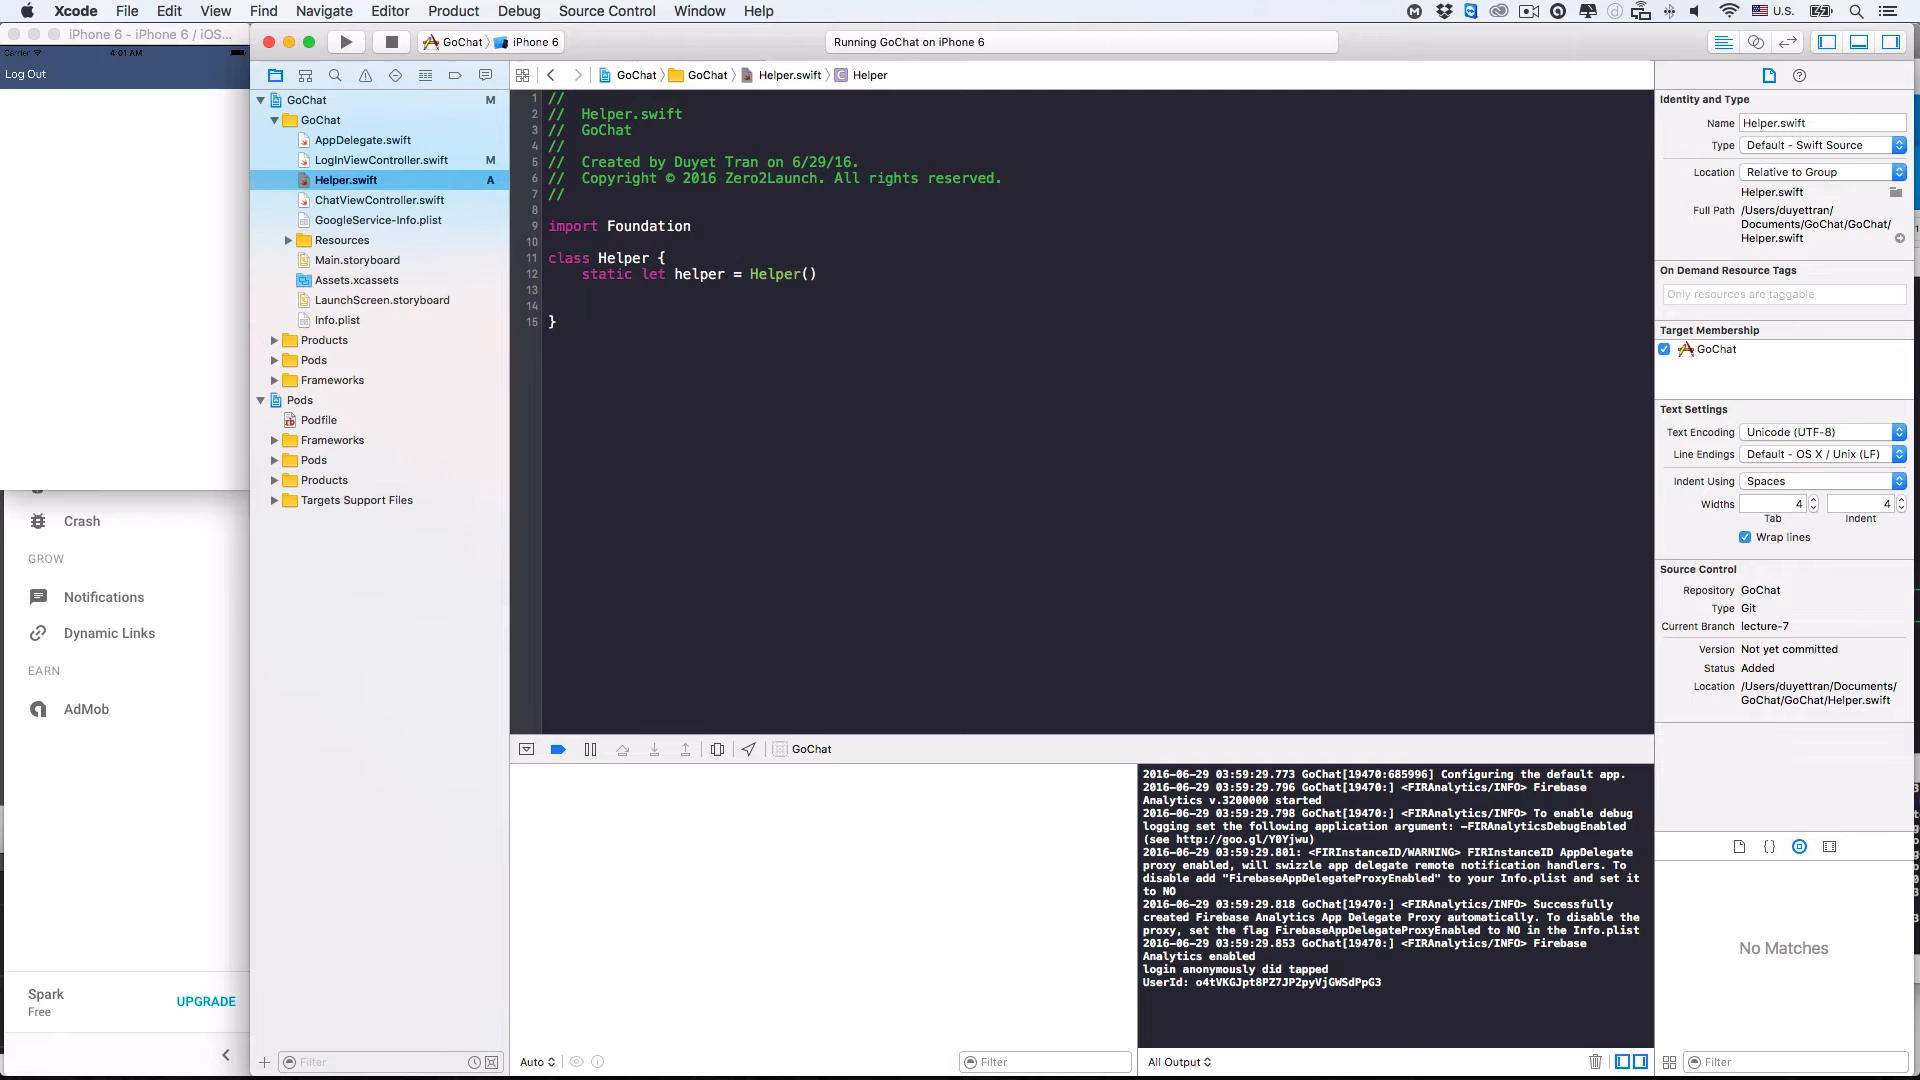 Xcode File Edit View Find Navigate Editor Product Debug Source Control Window Help
U.S.
iPhone 6 - iPhone 6 / iOS...
Carrier 4:01 AM
Log Out
GoChat iPhone 6
Running GoChat on iPhone 6
GoChat GoChat Helper.swift C Helper
GoChat M
GoChat
AppDelegate.swift
LogInViewController.swift M
Helper.swift A
ChatViewController.swift
GoogleService-Info.plist
Resources
Main.storyboard
Assets.xcassets
LaunchScreen.storyboard
Info.plist
Products
Pods
Frameworks
Pods
Podfile
Frameworks
Pods
Products
Targets Support Files
Filter
Crash
GROW
Notifications
Dynamic Links
EARN
AdMob
Spark
Free
UPGRADE
1 //
2 // Helper.swift
3 // GoChat
4 //
5 // Created by Duyet Tran on 6/29/16.
6 // Copyright © 2016 Zero2Launch. All rights reserved.
7 //
8
9 import Foundation
10
11 class Helper {
12 static let helper = Helper()
13
14
15 }
GoChat
2016-06-29 03:59:29.773 GoChat[19470:685996] Configuring the default app.
2016-06-29 03:59:29.796 GoChat[19470:] <FIRAnalytics/INFO> Firebase
Analytics v.3200000 started
2016-06-29 03:59:29.798 GoChat[19470:] <FIRAnalytics/INFO> To enable debug
logging set the following application argument: -FIRAnalyticsDebugEnabled
(see http://goo.gl/Y0Yjwu)
2016-06-29 03:59:29.801: <FIRInstanceID/WARNING> FIRInstanceID AppDelegate
proxy enabled, will swizzle app delegate remote notification handlers. To
disable add "FirebaseAppDelegateProxyEnabled" to your Info.plist and set it
to NO
2016-06-29 03:59:29.818 GoChat[19470:] <FIRAnalytics/INFO> Successfully
created Firebase Analytics App Delegate Proxy automatically. To disable the
proxy, set the flag FirebaseAppDelegateProxyEnabled to NO in the Info.plist
2016-06-29 03:59:29.853 GoChat[19470:] <FIRAnalytics/INFO> Firebase
Analytics enabled
login anonymously did tapped
UserId: o4tVKGJpt8PZ7JP2pyVjGWSdPpG3
Auto
Filter
All Output
Identity and Type
Name Helper.swift
Type Default - Swift Source
Location Relative to Group
Helper.swift
Full Path /Users/duyettran/
Documents/GoChat/GoChat/
Helper.swift
On Demand Resource Tags
Only resources are taggable
Target Membership
GoChat
Text Settings
Text Encoding Unicode (UTF-8)
Line Endings Default - OS X / Unix (LF)
Indent Using Spaces
Widths 4 4
Tab Indent
Wrap lines
Source Control
Repository GoChat
Type Git
Current Branch lecture-7
Version Not yet committed
Status Added
Location /Users/duyettran/Documents/
GoChat/GoChat/Helper.swift
No Matches
Filter